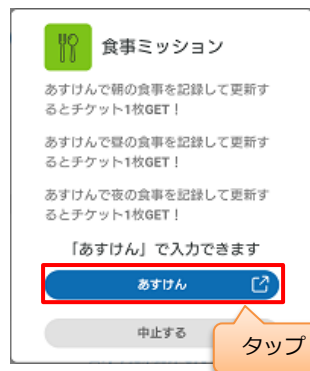 食事ミッション
あすけんで朝の食事を記録して更新す
るとチケット1枚GET！
あすけんで昼の食事を記録して更新す
るとチケット1枚GET！
あすけんで夜の食事を記録して更新す
るとチケット1枚GET！
「あすけん」で入力できます
あすけん
中止する
タップ